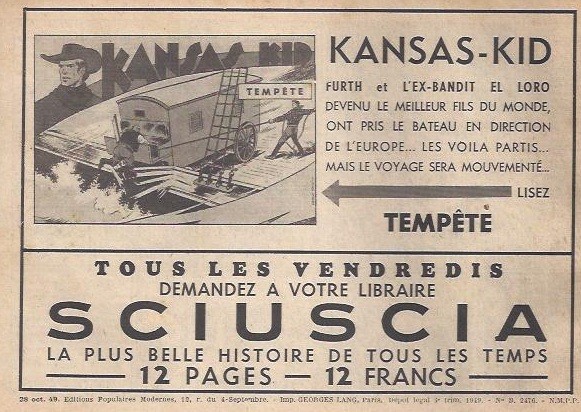 KANSAS KID
TEMPÊTE
KANSAS-KID
FURTH et L'EX-BANDIT EL LORO
DEVENU LE MEILLEUR FILS DU MONDE,
ONT PRIS LE BATEAU EN DIRECTION
DE L'EUROPE... LES VOILA PARTIS...
MAIS LE VOYAGE SERA MOUVEMENTÉ...
LISEZ
TEMPÊTE
TOUS LES VENDREDIS
DEMANDEZ A VOTRE LIBRAIRE
SCIUSCIA
LA PLUS BELLE HISTOIRE DE TOUS LES TEMPS
12 PAGES — 12 FRANCS
28 oct. 49. Editions Populaires Modernes, 12, r. du 4-Septembre. - Imp. GEORGES LANG, Paris, Dépôt légal 3e trim. 1949. - No D. 2476. - N.M.P.P.